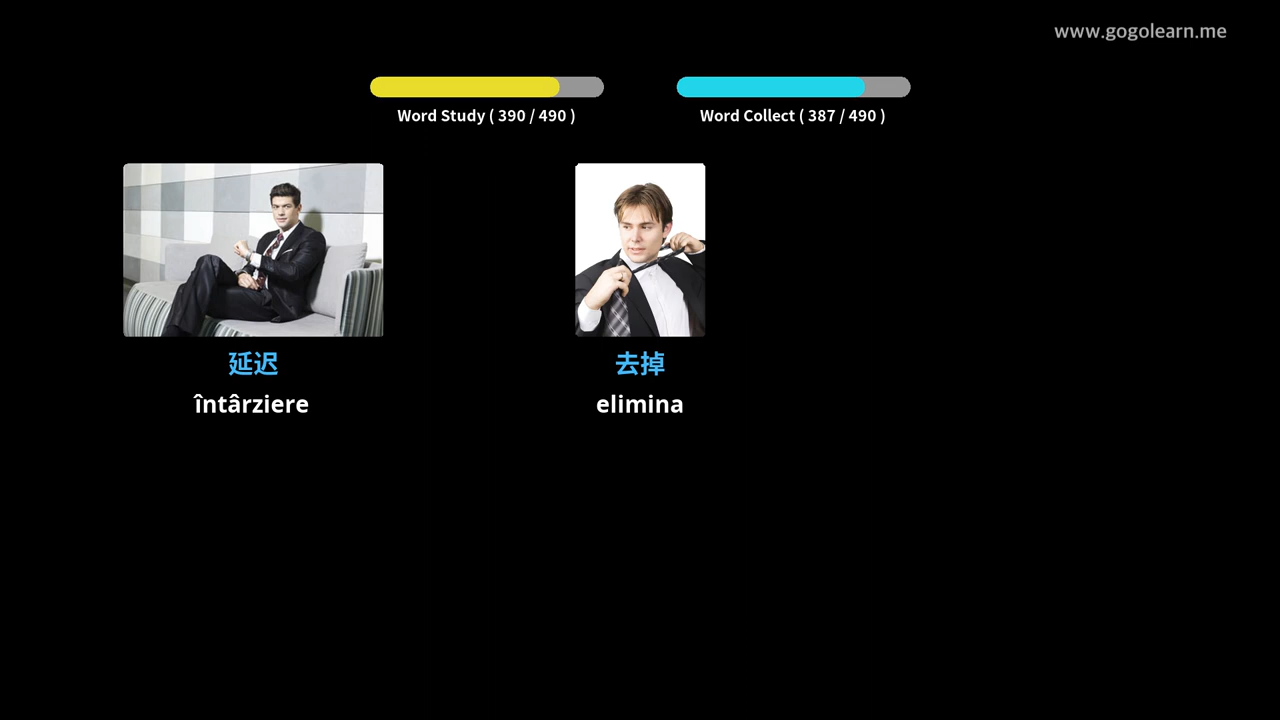 www.gogolearn.me
Word Study ( 390 / 490 )
Word Collect ( 387 / 490 )
延迟
întârziere
去掉
elimina